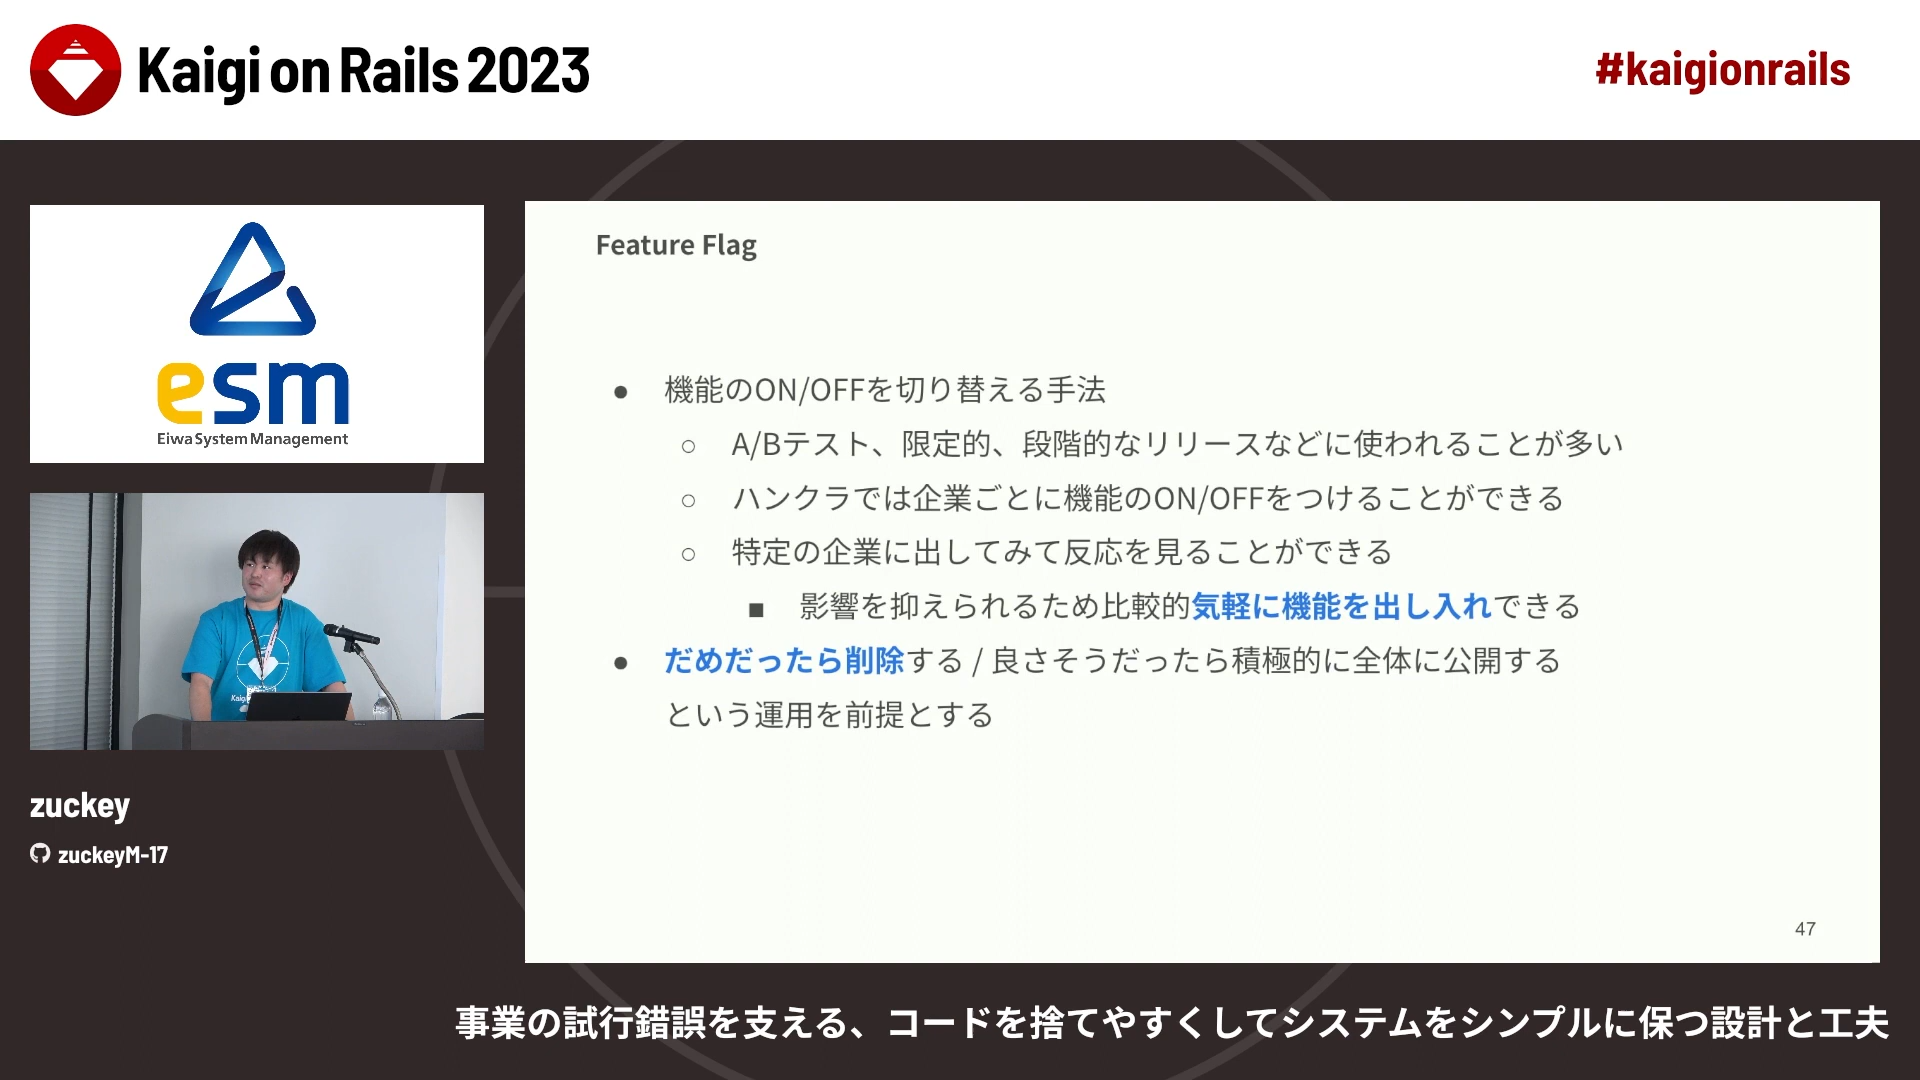 Kaigi on Rails 2023
#kaigionrails
esm
Eiwa System Management
zuckey
zuckeyM-17
Feature Flag
● 機能のON/OFFを切り替える手法
○ A/Bテスト、限定的、段階的なリリースなどに使われることが多い
○ ハンクラでは企業ごとに機能のON/OFFをつけることができる
○ 特定の企業に出してみて反応を見ることができる
■ 影響を抑えられるため比較的気軽に機能を出し入れできる
● だめだったら削除する / 良さそうだったら積極的に全体に公開する
という運用を前提とする
47
事業の試行錯誤を支える、コードを捨てやすくしてシステムをシンプルに保つ設計と工夫